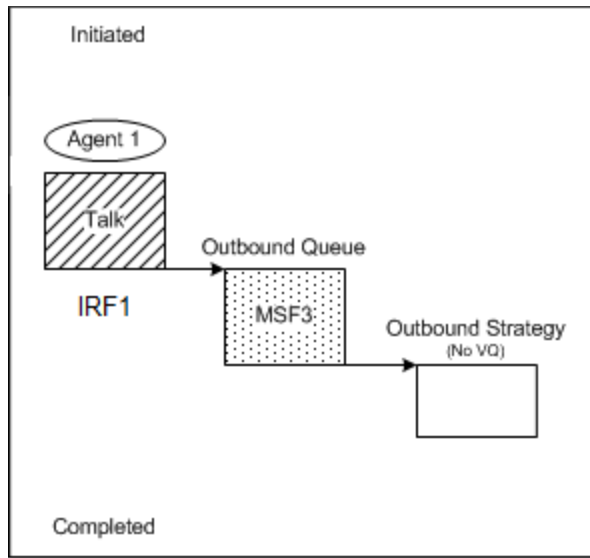 Initiated
Agent 1
Talk
Outbound Queue
IRF1
MSF3
Outbound Strategy
(No VQ)
Completed